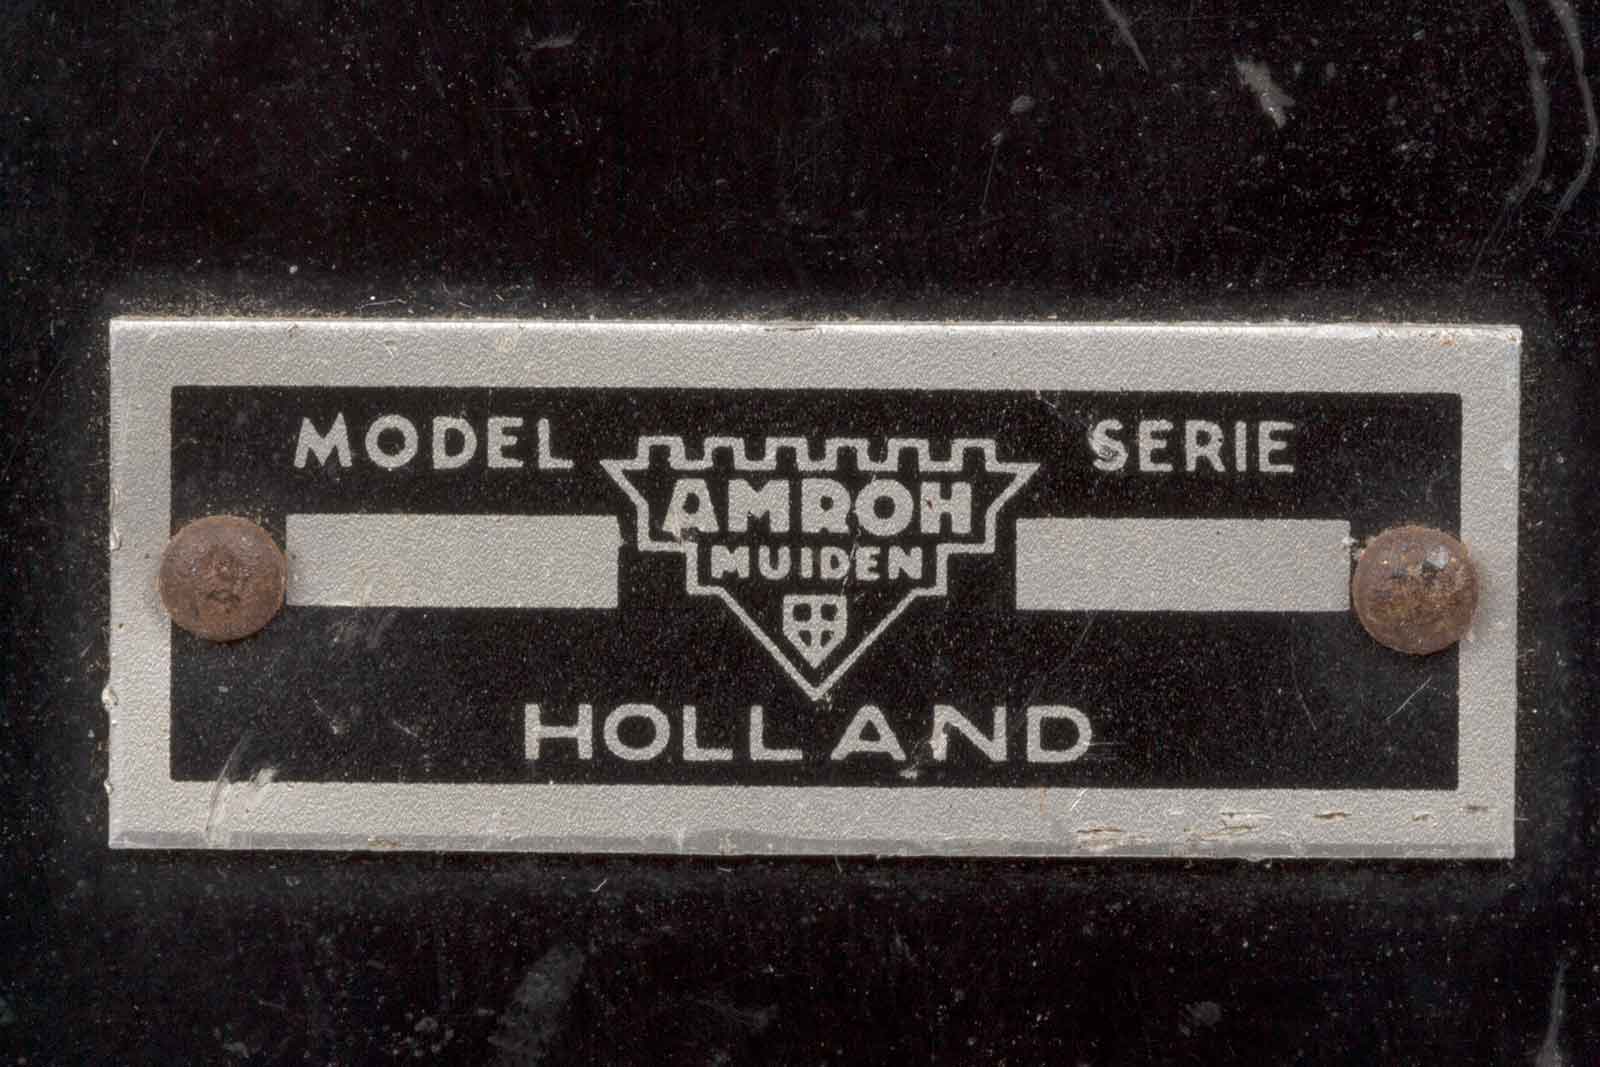 MODEL
SERIE
AMROH
MUIDEN
HOLLAND